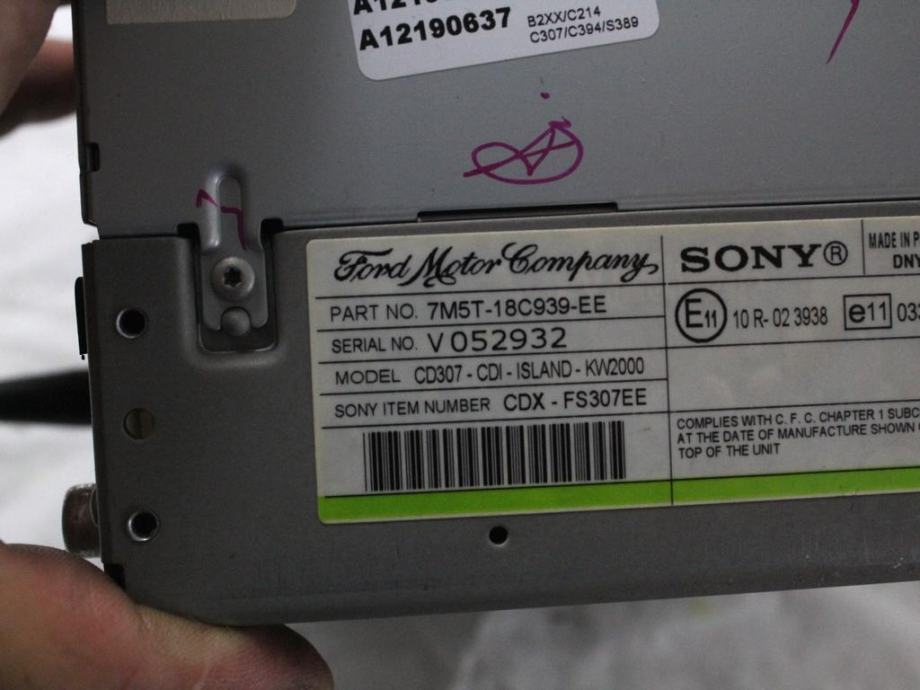 A12190637
B2XX/C214
C307/C394/S389
Ford Motor Company
PART NO. 7M5T-18C939-EE
SERIAL NO. V 052932
MODEL CD307 - CDI - ISLAND - KW2000
SONY ITEM NUMBER CDX - FS307EE
SONY®
MADE IN P
DNY
E11 10 R- 02 3938
e11 033
COMPLIES WITH C. F. C. CHAPTER 1 SUBC
AT THE DATE OF MANUFACTURE SHOWN
TOP OF THE UNIT